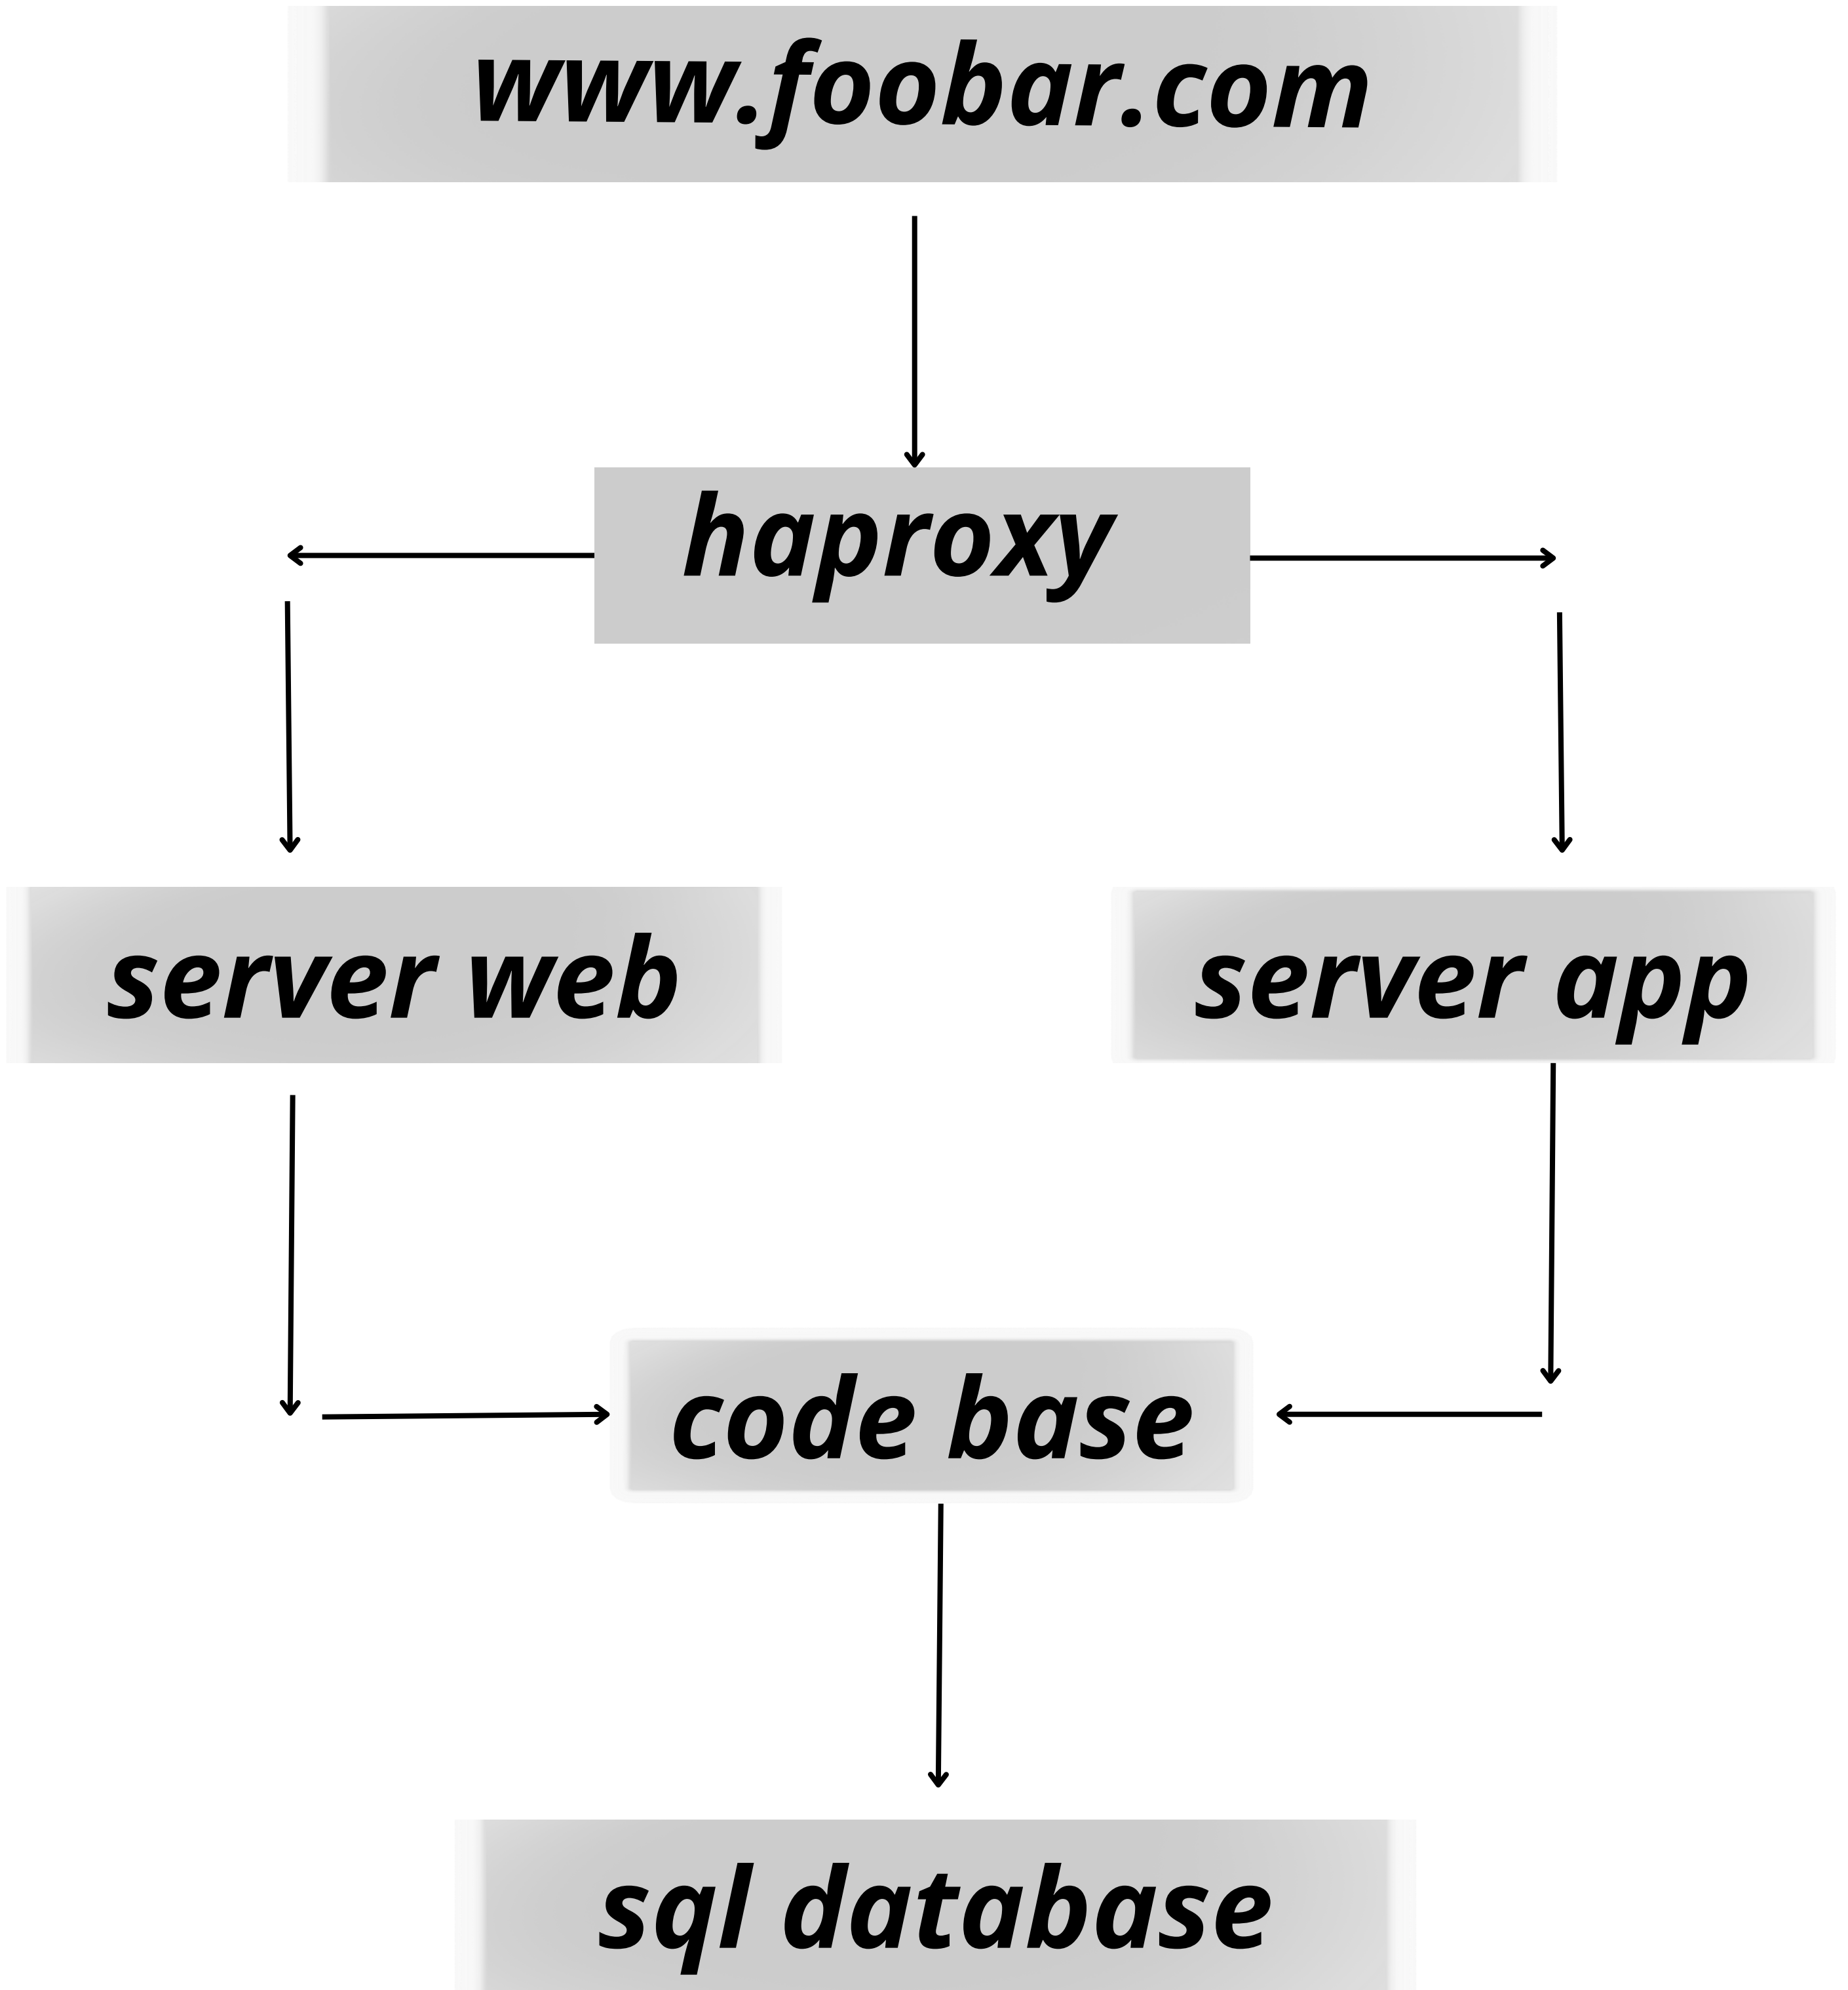 www.foobar.com
haproxy
server web
server app
code base
sql database